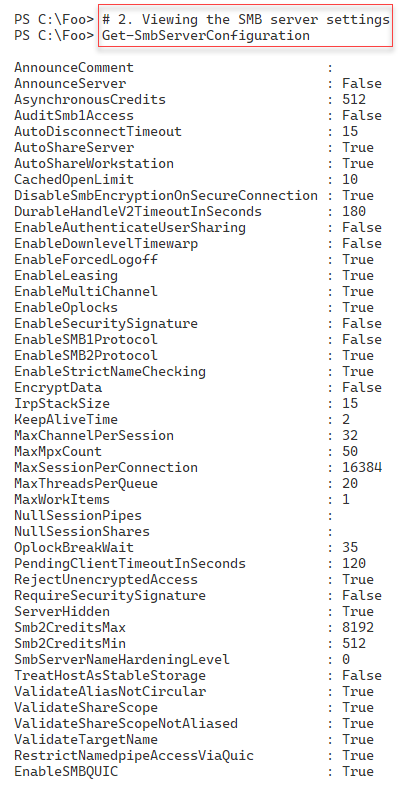 PS C:\Foo> # 2. Viewing the SMB server settings
PS C:\Foo> Get-SmbServerConfiguration
AnnounceComment :
AnnounceServer : False
AsynchronousCredits : 512
AuditSmb1Access : False
AutoDisconnectTimeout : 15
AutoShareServer : True
AutoShareWorkstation : True
CachedOpenLimit : 10
DisableSmbEncryptionOnSecureConnection : True
DurableHandleV2TimeoutInSeconds : 180
EnableAuthenticateUserSharing : False
EnableDownlevelTimewarp : False
EnableForcedLogoff : True
EnableLeasing : True
EnableMultiChannel : True
EnableOplocks : True
EnableSecuritySignature : False
EnableSMB1Protocol : False
EnableSMB2Protocol : True
EnableStrictNameChecking : True
EncryptData : False
IrpStackSize : 15
KeepAliveTime : 2
MaxChannelPerSession : 32
MaxMpxCount : 50
MaxSessionPerConnection : 16384
MaxThreadsPerQueue : 20
MaxWorkItems : 1
NullSessionPipes :
NullSessionShares :
OplockBreakWait : 35
PendingClientTimeoutInSeconds : 120
RejectUnencryptedAccess : True
RequireSecuritySignature : False
ServerHidden : True
Smb2CreditsMax : 8192
Smb2CreditsMin : 512
SmbServerNameHardeningLevel : 0
TreatHostAsStableStorage : False
ValidateAliasNotCircular : True
ValidateShareScope : True
ValidateShareScopeNotAliased : True
ValidateTargetName : True
RestrictNamedpipeAccessViaQuic : True
EnableSMBQUIC : True